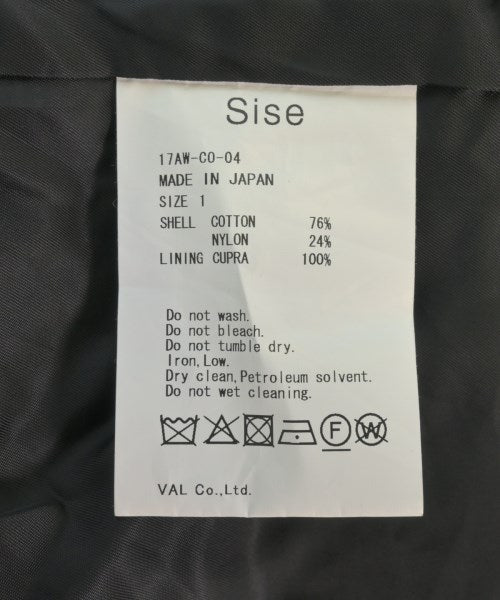 Sise
17AW-CO-04
MADE IN JAPAN
SIZE 1
SHELL COTTON 76%
NYLON 24%
LINING CUPRA 100%
Do not wash.
Do not bleach.
Do not tumble dry.
Iron, Low.
Dry clean, Petroleum solvent.
Do not wet cleaning.
F W
VAL Co., Ltd.